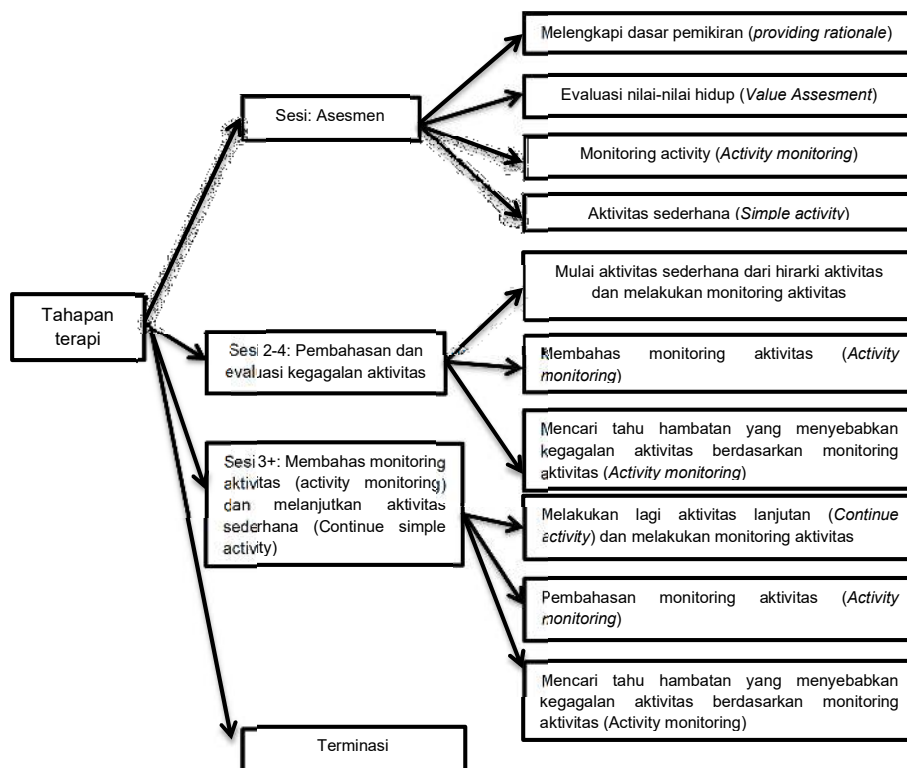 Tahapan
terapi
Sesi: Asesmen
Melengkapi dasar pemikiran (providing rationale)
Evaluasi nilai-nilai hidup (Value Assesment)
Monitoring activity (Activity monitoring)
Aktivitas sederhana (Simple activity)
Sesi 2-4: Pembahasan dan
evaluasi kegagalan aktivitas
Mulai aktivitas sederhana dari hirarki aktivitas
dan melakukan monitoring aktivitas
Membahas monitoring aktivitas (Activity
monitoring)
Mencari tahu hambatan yang menyebabkan
kegagalan aktivitas berdasarkan monitoring
aktivitas (Activity monitoring)
Sesi 3+: Membahas monitoring
aktivitas (activity monitoring)
dan melanjutkan aktivitas
sederhana (Continue simple
activity)
Melakukan lagi aktivitas lanjutan (Continue
activity) dan melakukan monitoring aktivitas
Pembahasan monitoring aktivitas (Activity
monitoring)
Mencari tahu hambatan yang menyebabkan
kegagalan aktivitas berdasarkan monitoring
aktivitas (Activity monitoring)
Terminasi